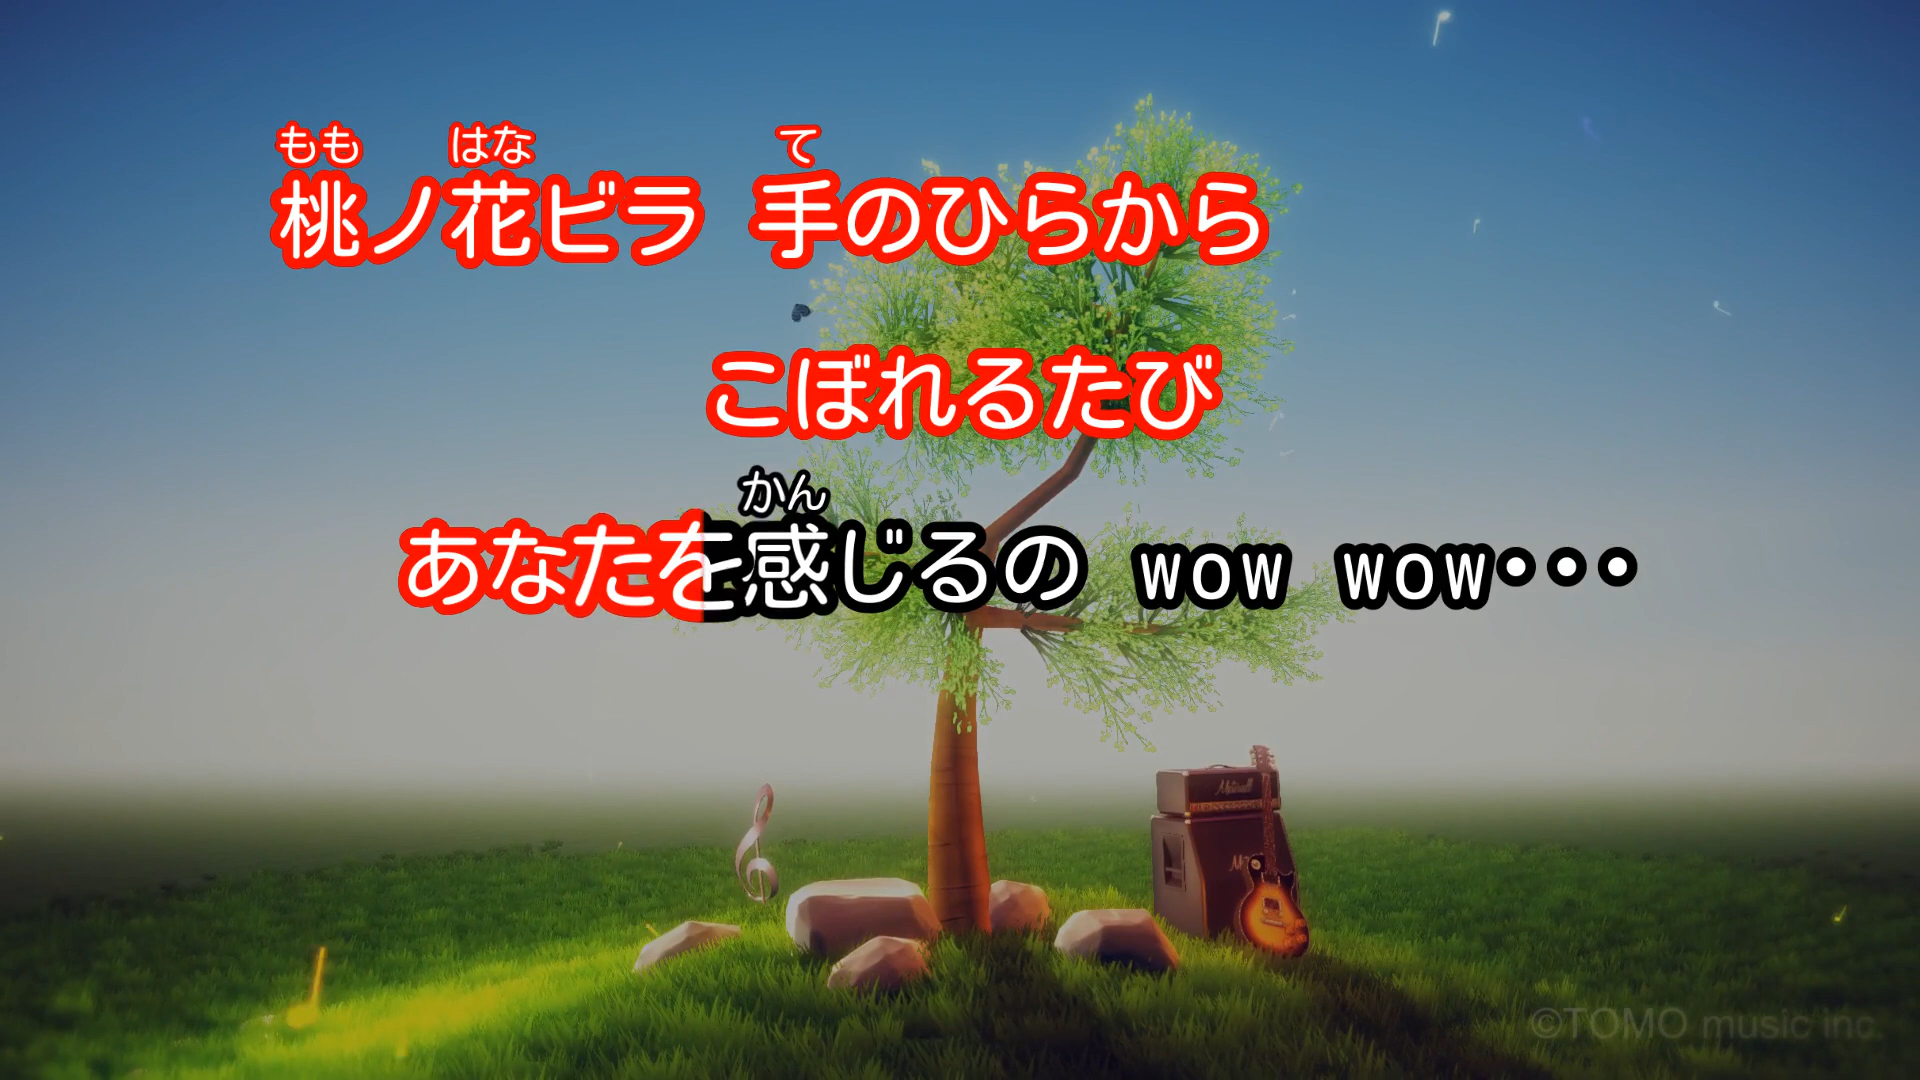 もも はな て
桃ノ花ビラ 手のひらから
こぼれるたび
かん
あなたを感じるの wow wow・・・
Marshall
©TOMO music inc.